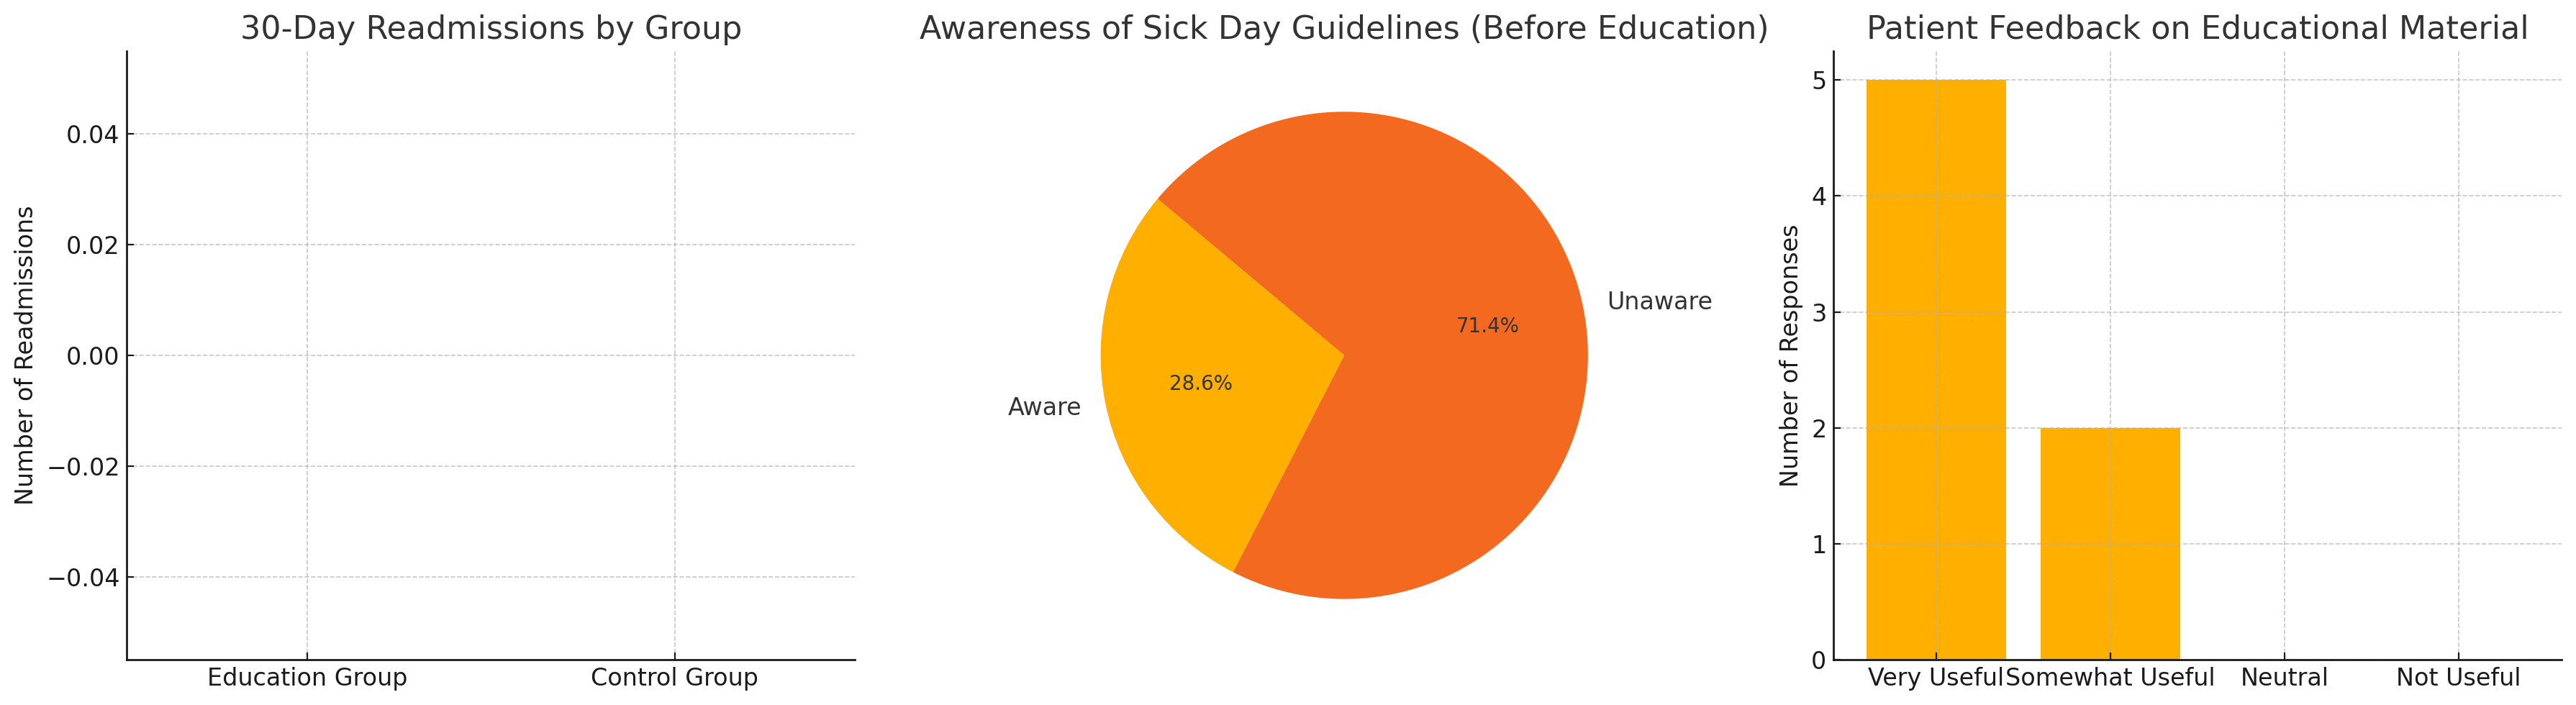 30-Day Readmissions by Group
Number of Readmissions
0.04
0.02
0.00
−0.02
−0.04
Education Group
Control Group
Awareness of Sick Day Guidelines (Before Education)
Unaware
71.4%
28.6%
Aware
Patient Feedback on Educational Material
Number of Responses
5
4
3
2
1
0
Very Useful
Somewhat Useful
Neutral
Not Useful